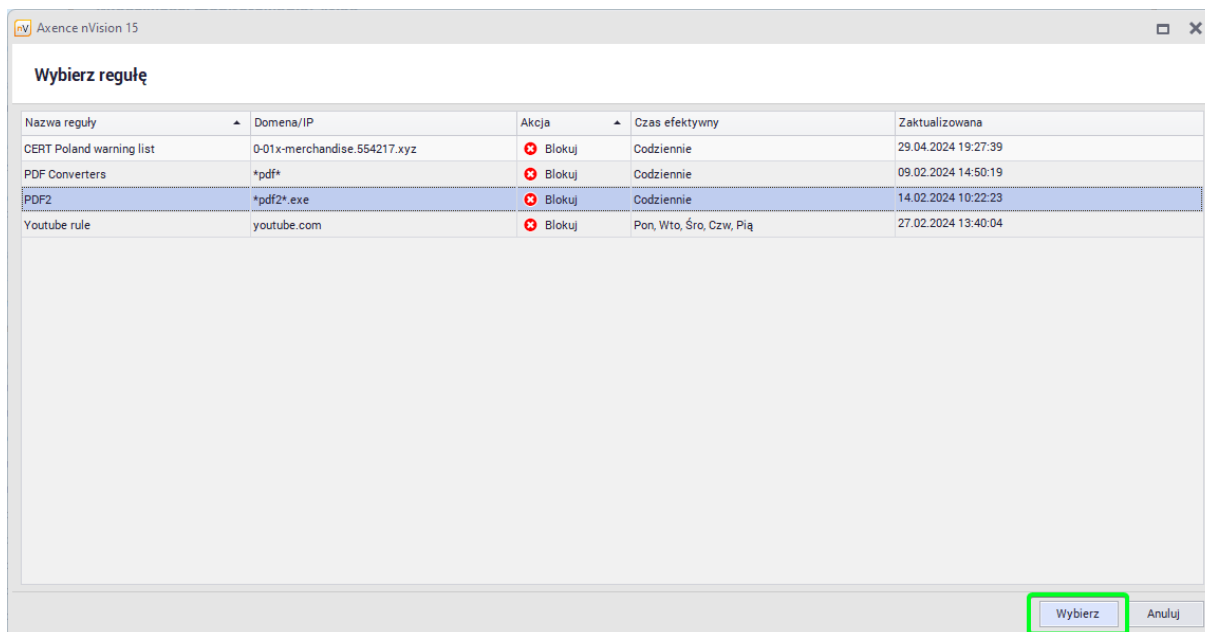 nV Axence nVision 15
Wybierz regułę
Nazwa reguły Domena/IP Akcja Czas efektywny Zaktualizowana
CERT Poland warning list 0-01x-merchandise.554217.xyz Blokuj Codziennie 29.04.2024 19:27:39
PDF Converters *pdf* Blokuj Codziennie 09.02.2024 14:50:19
PDF2 *pdf2*.exe Blokuj Codziennie 14.02.2024 10:22:23
Youtube rule youtube.com Blokuj Pon, Wto, Śro, Czw, Pią 27.02.2024 13:40:04
Wybierz Anuluj